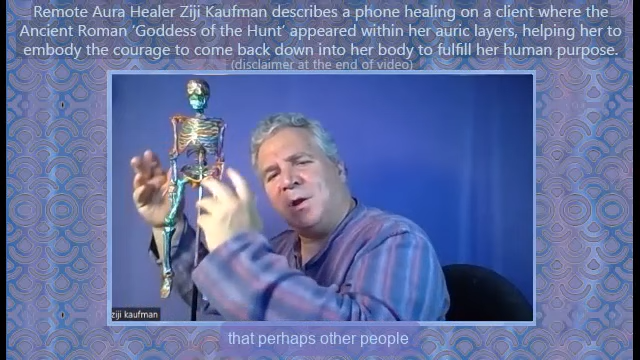 Remote Aura Healer Ziji Kaufman describes a phone healing on a client where the
Ancient Roman 'Goddess of the Hunt' appeared within her auric layers, helping her to
embody the courage to come back down into her body to fulfill her human purpose.
(disclaimer at the end of video)
ziji kaufman
that perhaps other people